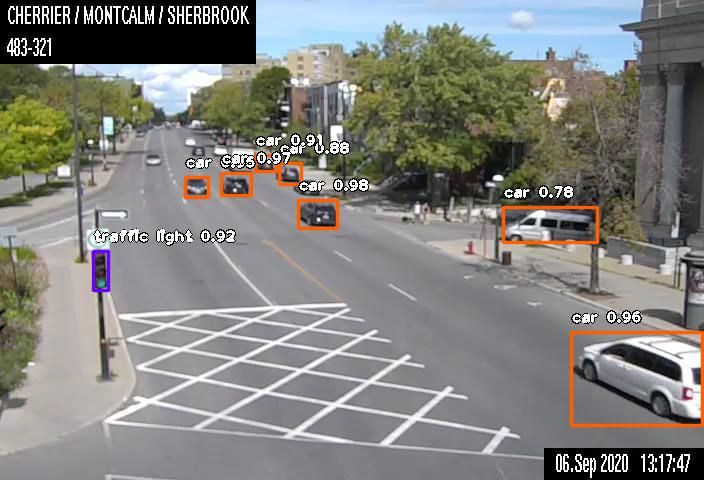 CHERRIER / MONTCALM / SHERBROOK
483-321
car 0.91
car 0.88
car 0.97
car 0.98
car 0.78
traffic light 0.92
car 0.96
06.Sep 2020 13:17:47